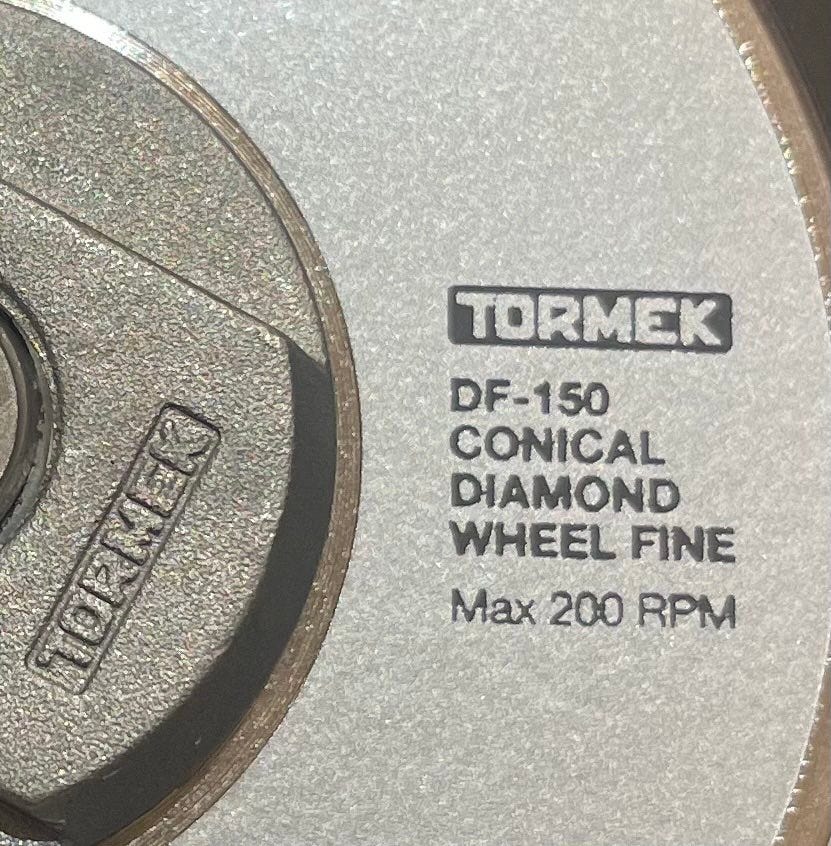 TORMEK
DF-150
CONICAL
DIAMOND
WHEEL FINE
Max 200 RPM
TORMEK